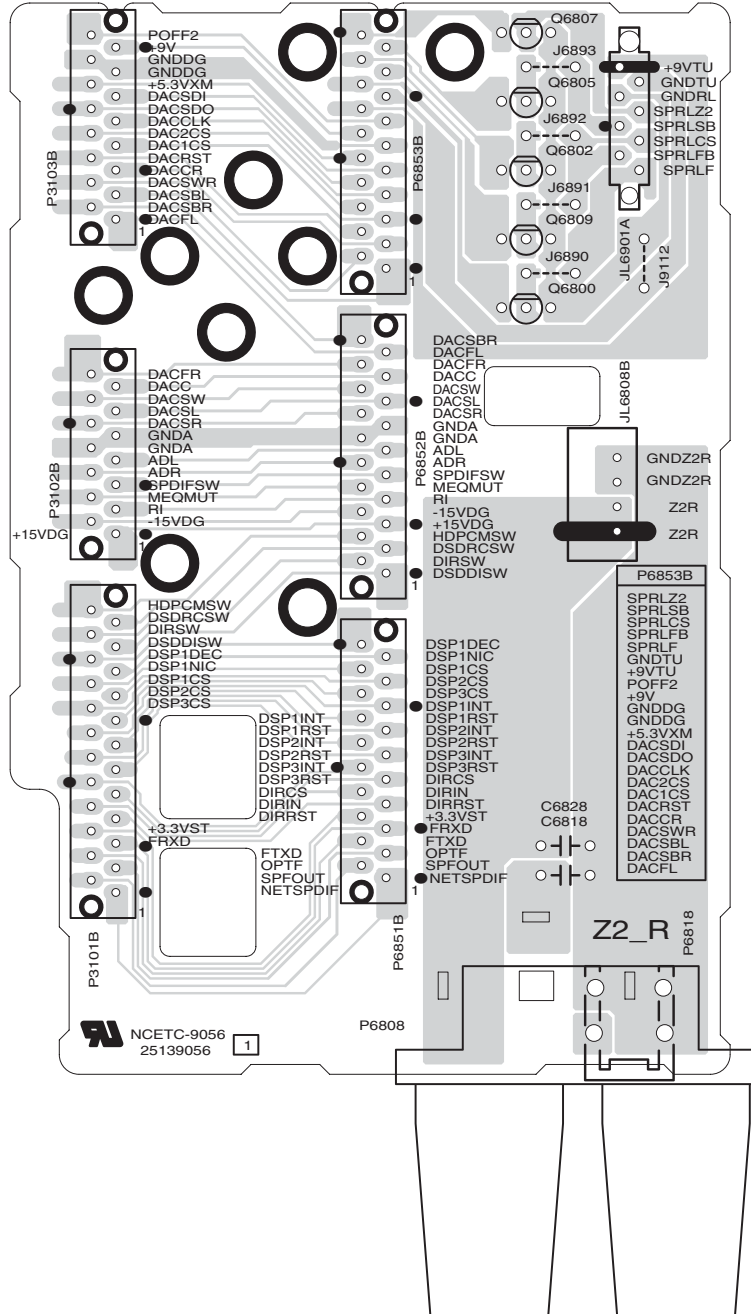 POFF2
+9V
GNDDG
GNDDG
+5.3VXM
DACSDI
DACSDO
DACCLK
DAC2CS
DAC1CS
DACRST
DACCR
DACSWR
DACSBL
DACSBR
DACFL
1
P3103B
P6853B
1
Q6807
J6893
Q6805
J6892
Q6802
J6891
Q6809
J6890
Q6800
+9VTU
GNDTU
GNDRL
SPRLZ2
SPRLSB
SPRLCS
SPRLFB
SPRLF
JL6901A
J9112
DACFR
DACC
DACSW
DACSL
DACSR
GNDA
GNDA
ADL
ADR
SPDIFSW
MEQMUT
RI
-15VDG
+15VDG
1
P3102B
DACSBR
DACFL
DACFR
DACC
DACSW
DACSL
DACSR
GNDA
GNDA
ADL
ADR
SPDIFSW
MEQMUT
RI
-15VDG
+15VDG
HDPCMSW
DSDRCSW
DIRSW
DSDDISW
1
P6852B
JL6808B
GNDZ2R
GNDZ2R
Z2R
Z2R
HDPCMSW
DSDRCSW
DIRSW
DSDDISW
DSP1DEC
DSP1NIC
DSP1CS
DSP2CS
DSP3CS
DSP1INT
DSP1RST
DSP2INT
DSP2RST
DSP3INT
DSP3RST
DIRCS
DIRIN
DIRRST
+3.3VST
FRXD
FTXD
OPTF
SPFOUT
NETSPDIF
1
P3101B
DSP1DEC
DSP1NIC
DSP1CS
DSP2CS
DSP3CS
DSP1INT
DSP1RST
DSP2INT
DSP2RST
DSP3INT
DSP3RST
DIRCS
DIRIN
DIRRST
+3.3VST
FRXD
FTXD
OPTF
SPFOUT
NETSPDIF
1
P6851B
P6853B
SPRLZ2
SPRLSB
SPRLCS
SPRLFB
SPRLF
GNDTU
+9VTU
POFF2
+9V
GNDDG
GNDDG
+5.3VXM
DACSDI
DACSDO
DACCLK
DAC2CS
DAC1CS
DACRST
DACCR
DACSWR
DACSBL
DACSBR
DACFL
C6828
C6818
Z2_R
P6818
P6808
NCETC-9056
25139056
1